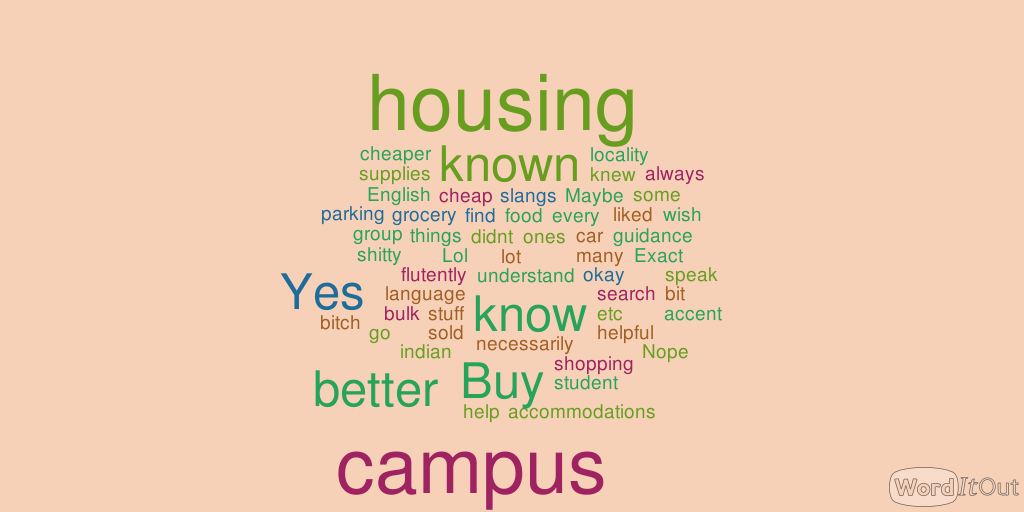 housing
cheaper known locality
supplies knew always
English cheap slangs Maybe some
parking grocery find food every liked wish
group things didnt ones car guidance
shitty Lol lot many Exact
flutently understand okay speak
Yes language know search bit
bulk stuff etc accent
bitch go sold necessarily helpful
indian Nope
better Buy shopping
student
help accommodations
campus
WordItOut